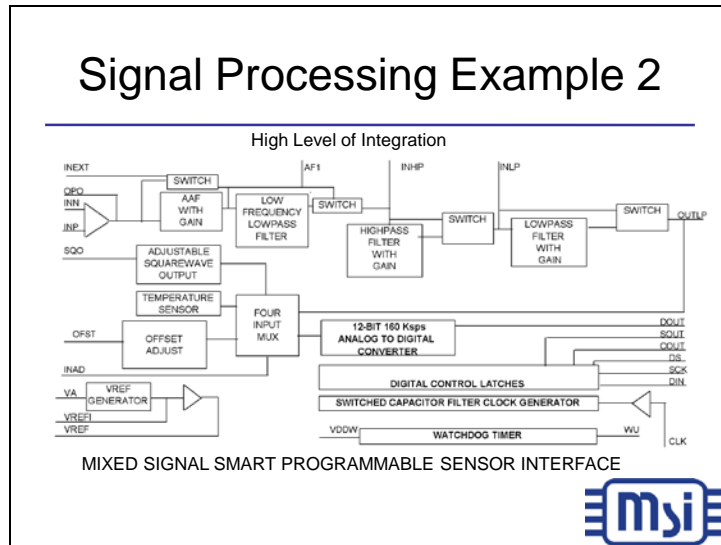 Signal Processing Example 2
High Level of Integration
INEXT
AF1
INHP
INLP
SWITCH
OPO
INN
INP
AAF
WITH
GAIN
LOW
FREQUENCY
LOWPASS
FILTER
SWITCH
HIGHPASS
FILTER
WITH
GAIN
SWITCH
LOWPASS
FILTER
WITH
GAIN
SWITCH
OUTLP
SQO
ADJUSTABLE
SQUAREWAVE
OUTPUT
TEMPERATURE
SENSOR
FOUR
INPUT
MUX
OFST
OFFSET
ADJUST
12-BIT 160 Ksps
ANALOG TO DIGITAL
CONVERTER
DOUT
SOUT
COUT
DS
SCK
DIN
INAD
DIGITAL CONTROL LATCHES
VA
VREF
GENERATOR
VREFI
VREF
SWITCHED CAPACITOR FILTER CLOCK GENERATOR
VDDW
WATCHDOG TIMER
WU
CLK
MIXED SIGNAL SMART PROGRAMMABLE SENSOR INTERFACE
msi